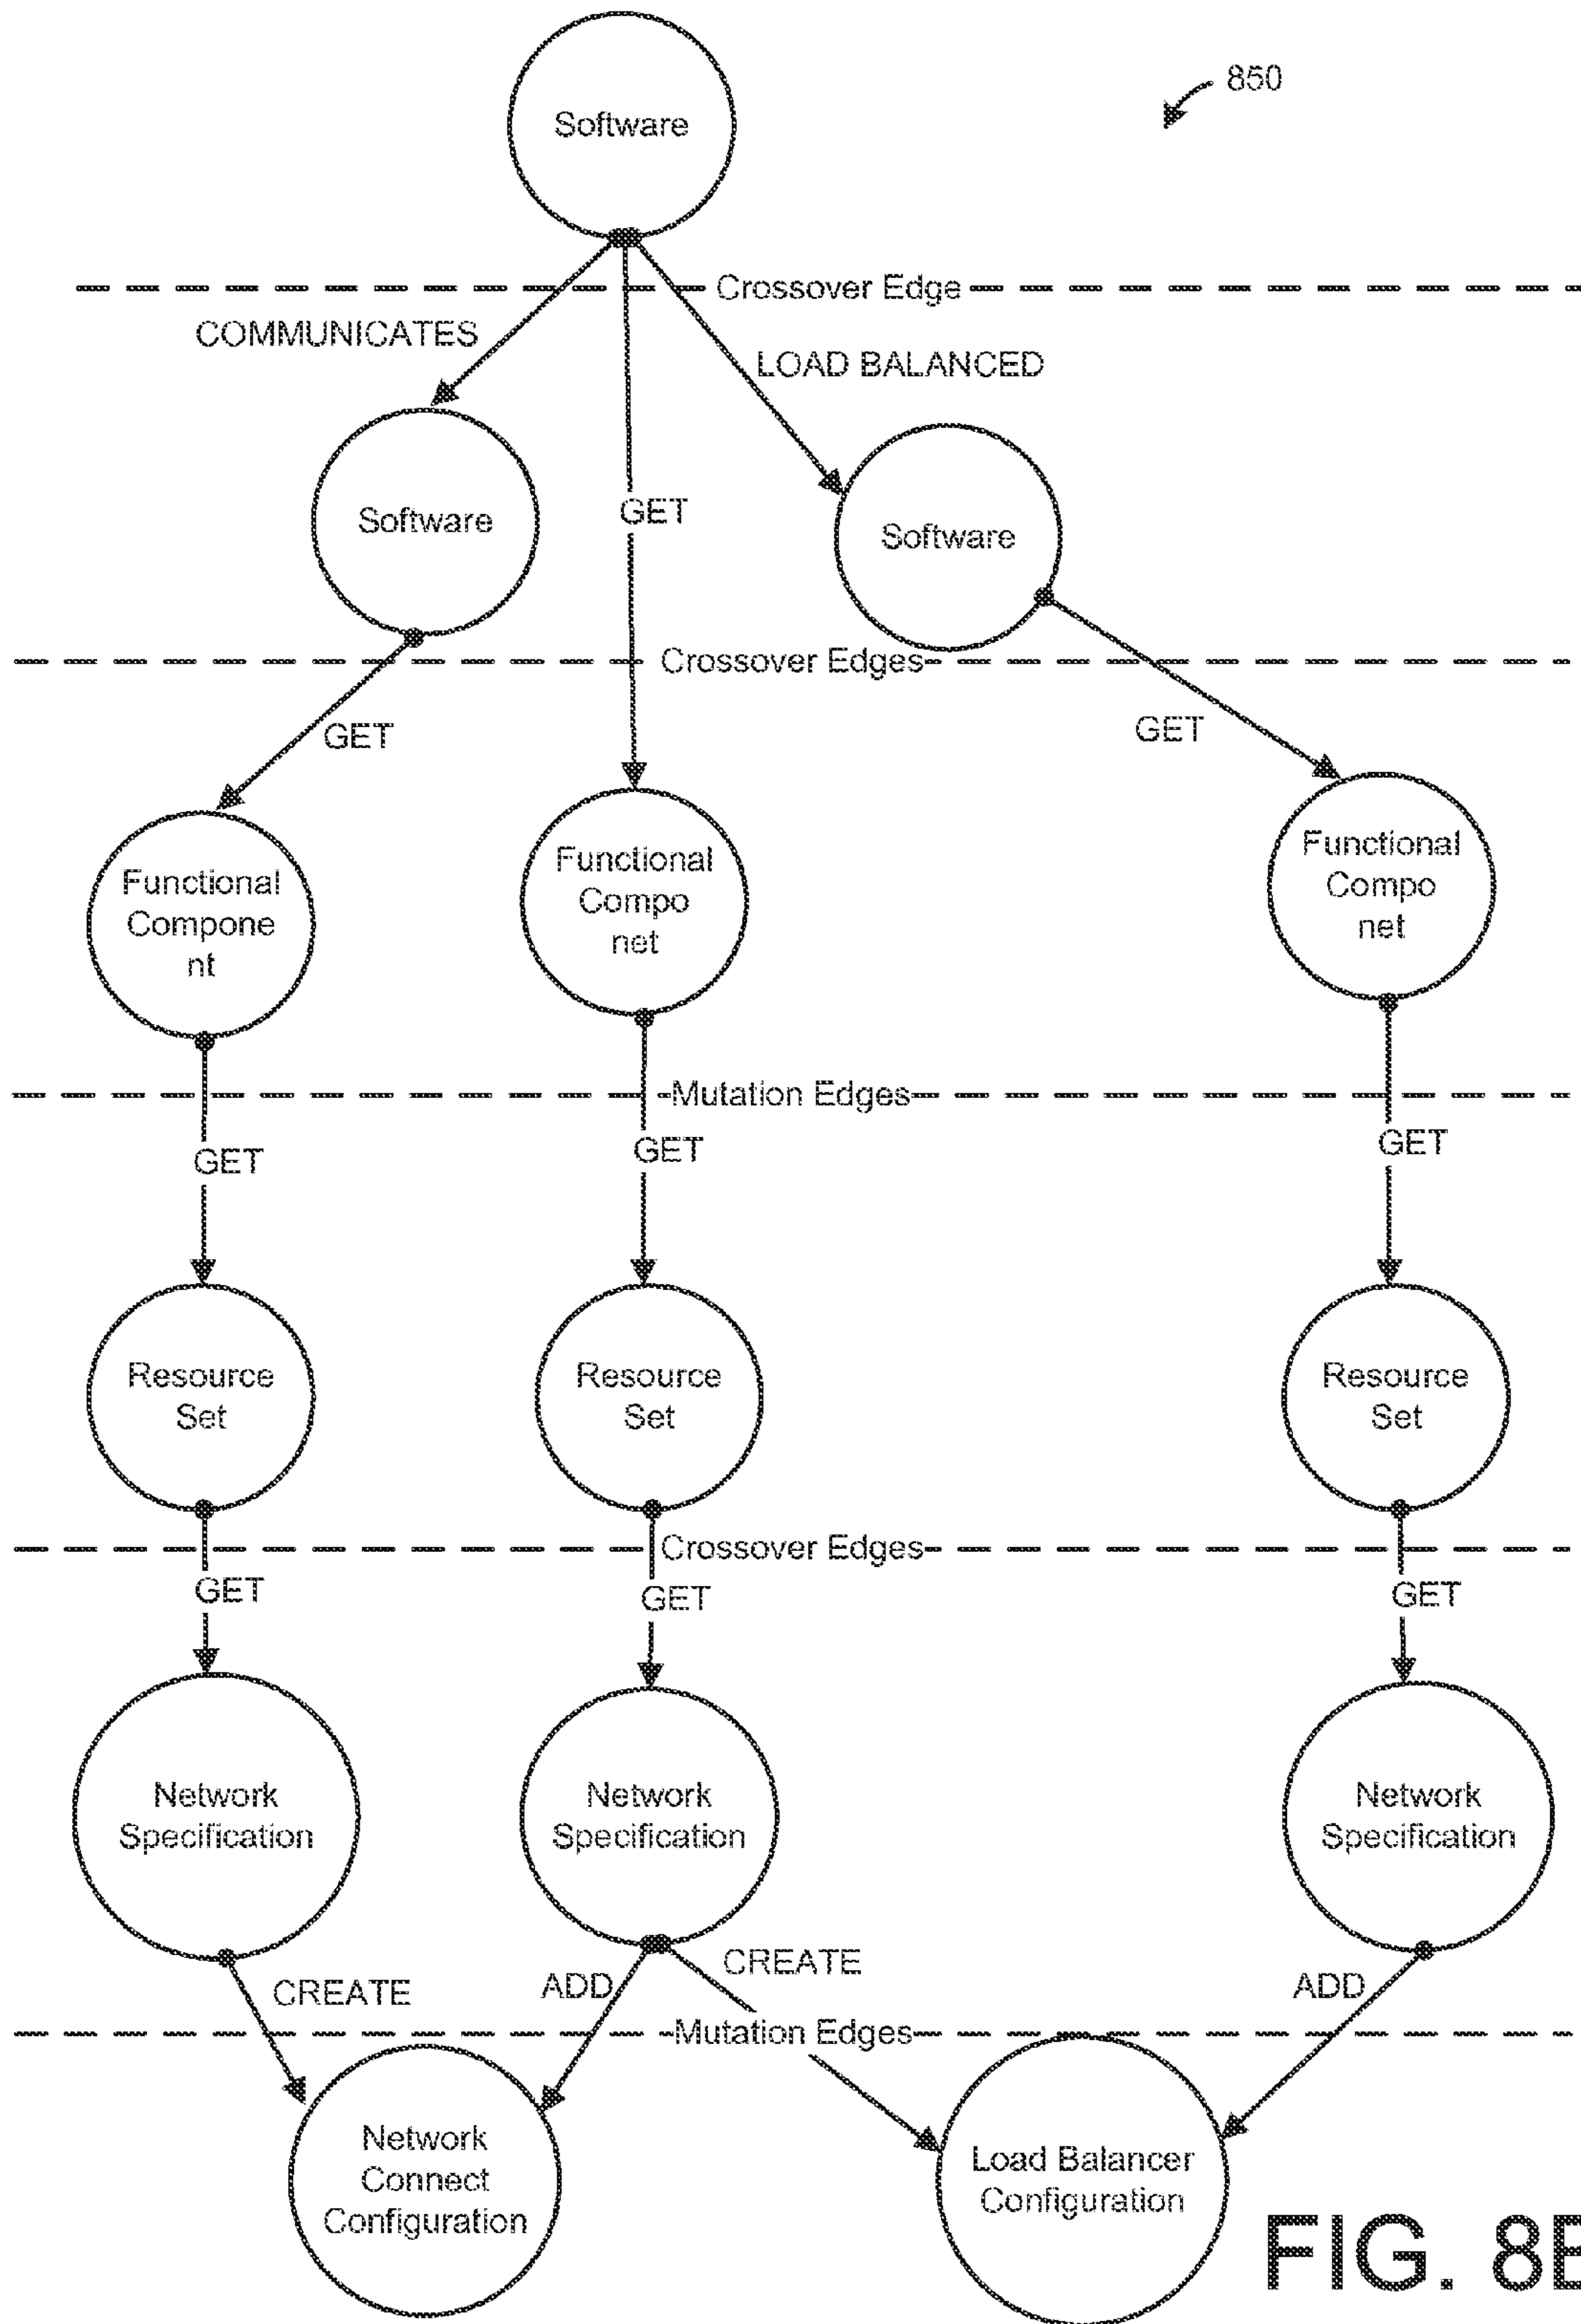 Software
850
Crossover Edge
COMMUNICATES
LOAD BALANCED
Software
GET
Software
Crossover Edges
GET
GET
Functional
Compone
nt
Functional
Compo
net
Functional
Compo
net
Mutation Edges
GET
GET
GET
Resource
Set
Resource
Set
Resource
Set
Crossover Edges
GET
GET
GET
Network
Specification
Network
Specification
Network
Specification
CREATE
ADD
CREATE
ADD
Mutation Edges
Network
Connect
Configuration
Load Balancer
Configuration
FIG. 8B